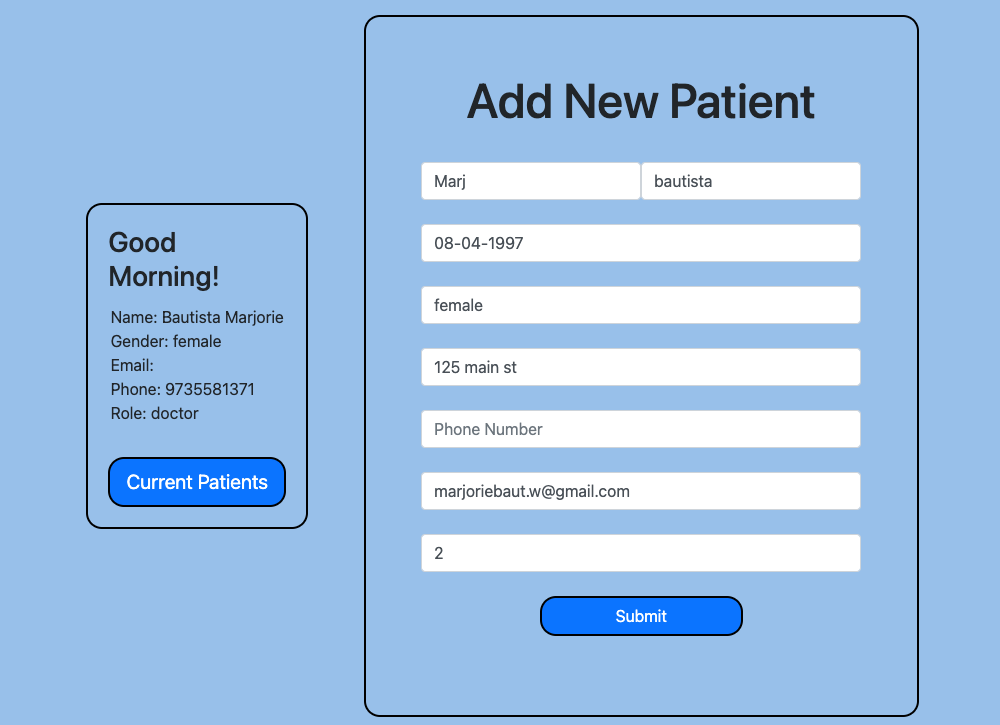 Good
Morning!
Name: Bautista Marjorie
Gender: female
Email:
Phone: 9735581371
Role: doctor
Current Patients
Add New Patient
Marj bautista
08-04-1997
female
125 main st
Phone Number
marjoriebaut.w@gmail.com
2
Submit